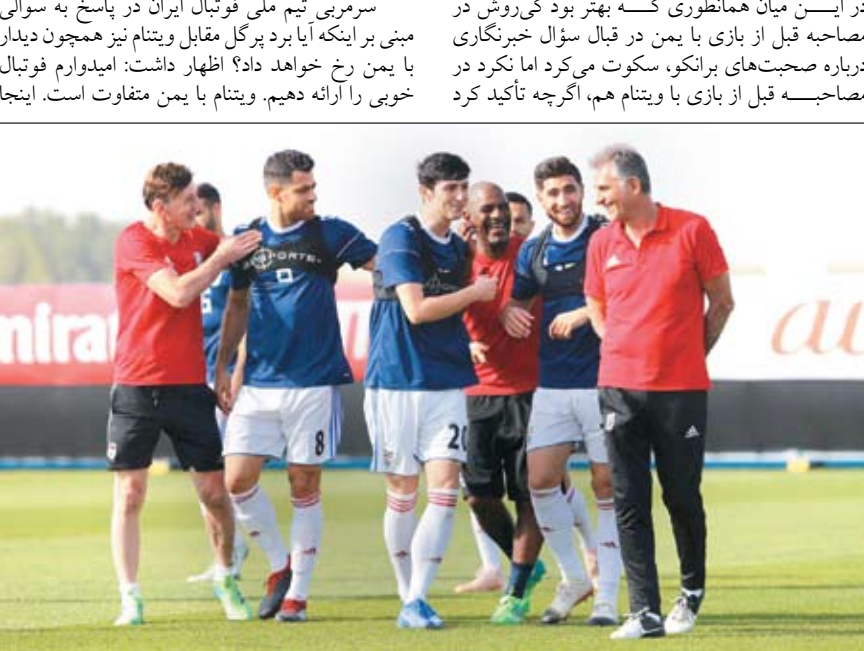 در ایـــن میان همانطوری کـــه بهتر بود کی‌روش در
مصاحبه قبل از بازی با یمن در قبال سؤال خبرنگاری
درباره صحبت‌های برانکو، سکوت می‌کرد اما نکرد در
مصاحبـــه قبل از بازی با ویتنام هم، اگرچه تأکید کرد
سرمربی تیم ملی فوتبال ایران در پاسخ به سوالی
مبنی بر اینکه آیا برد پرگل مقابل ویتنام نیز همچون دیدار
با یمن رخ خواهد داد؟ اظهار داشت: امیدوارم فوتبال
خوبی را ارائه دهیم. ویتنام با یمن متفاوت است. اینجا
8
20